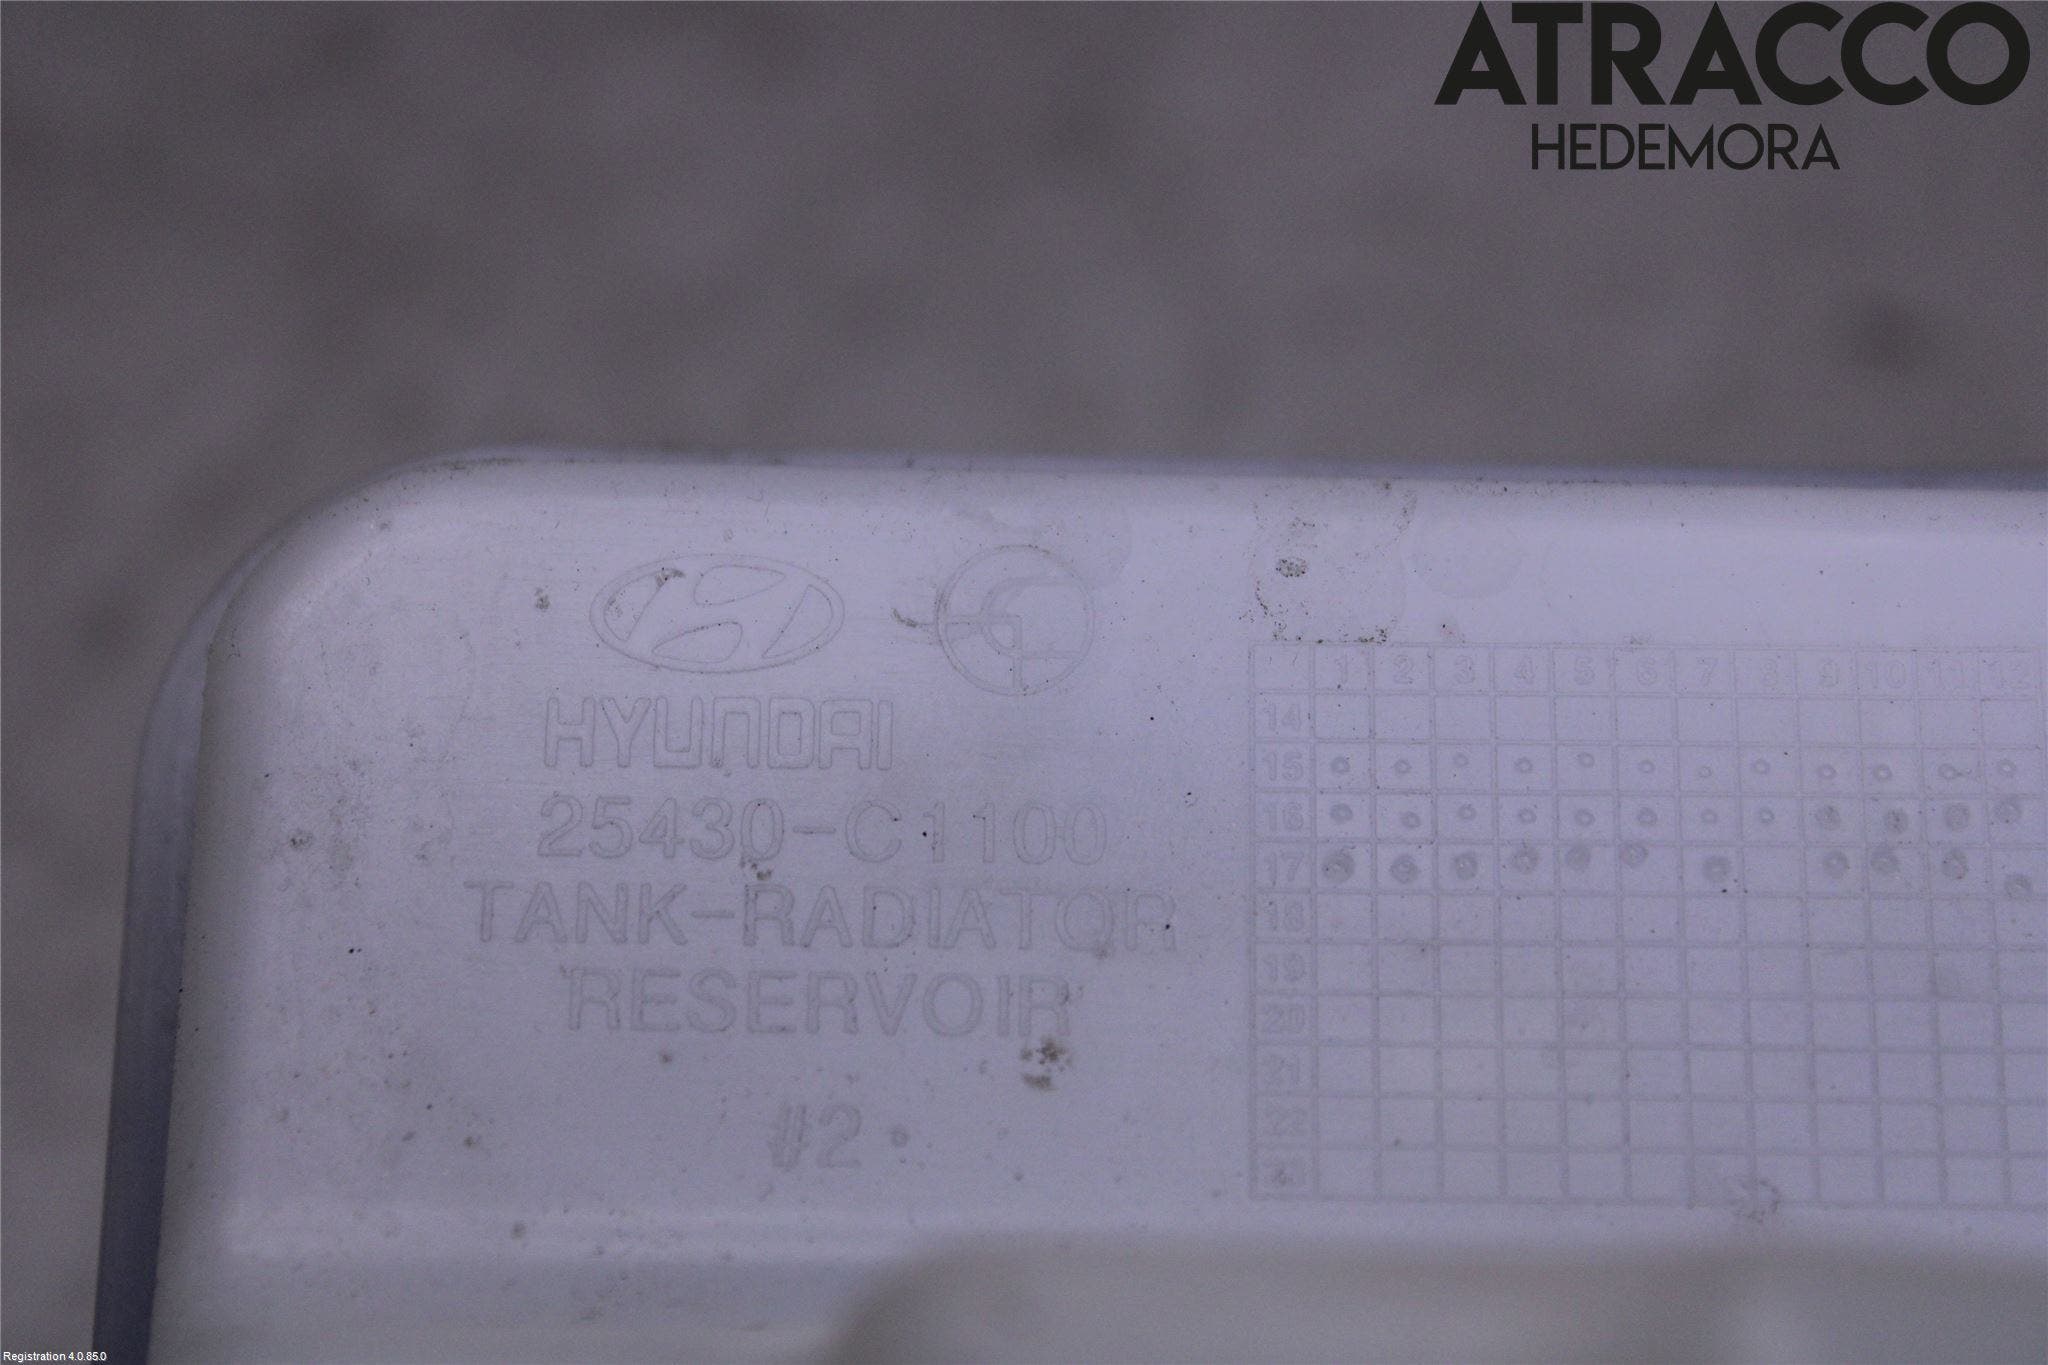 ATRACCO
HEDEMORA
HYUNDAI
25430-C1100
TANK-RADIATOR
RESERVOIR
#2
1 2 3 4 5 6 7 8 9 10 11 12
14
15
16
17
18
19
20
21
22
23
Registration 4.0.85.0